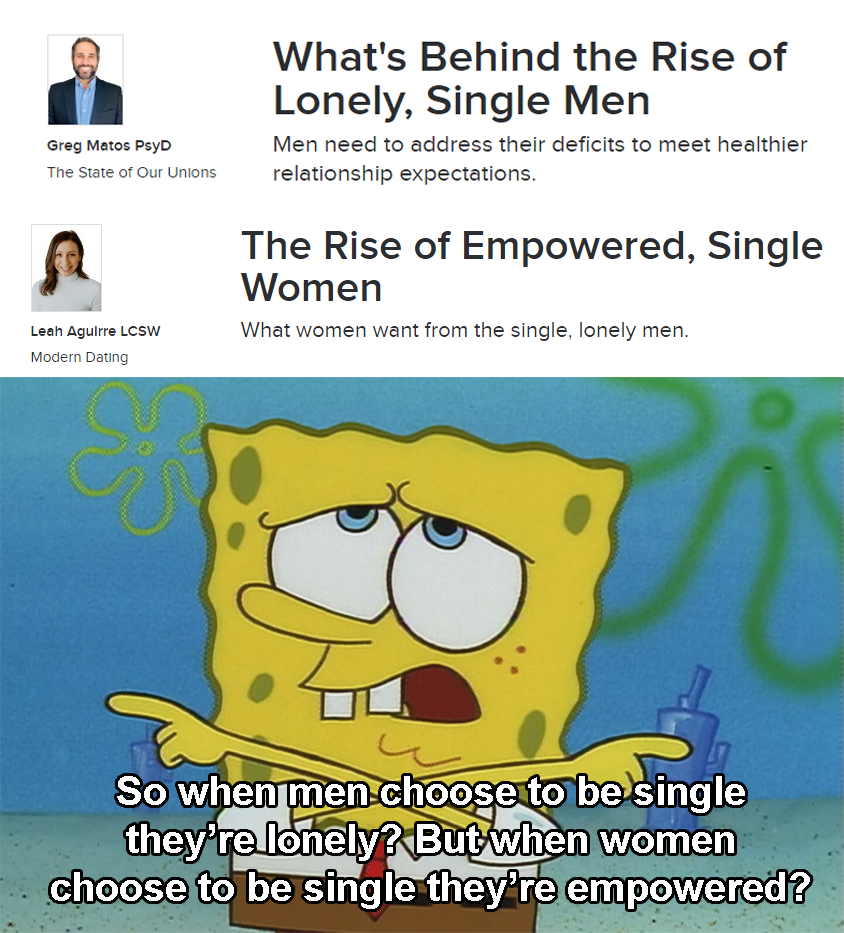 What's Behind the Rise of
Lonely, Single Men
Greg Matos PsyD
The State of Our Unions
Men need to address their deficits to meet healthier
relationship expectations.
The Rise of Empowered, Single
Women
Leah Aguirre LCSW
Modern Dating
What women want from the single, lonely men.
So when men choose to be single
they're lonely? But when women
choose to be single they're empowered?